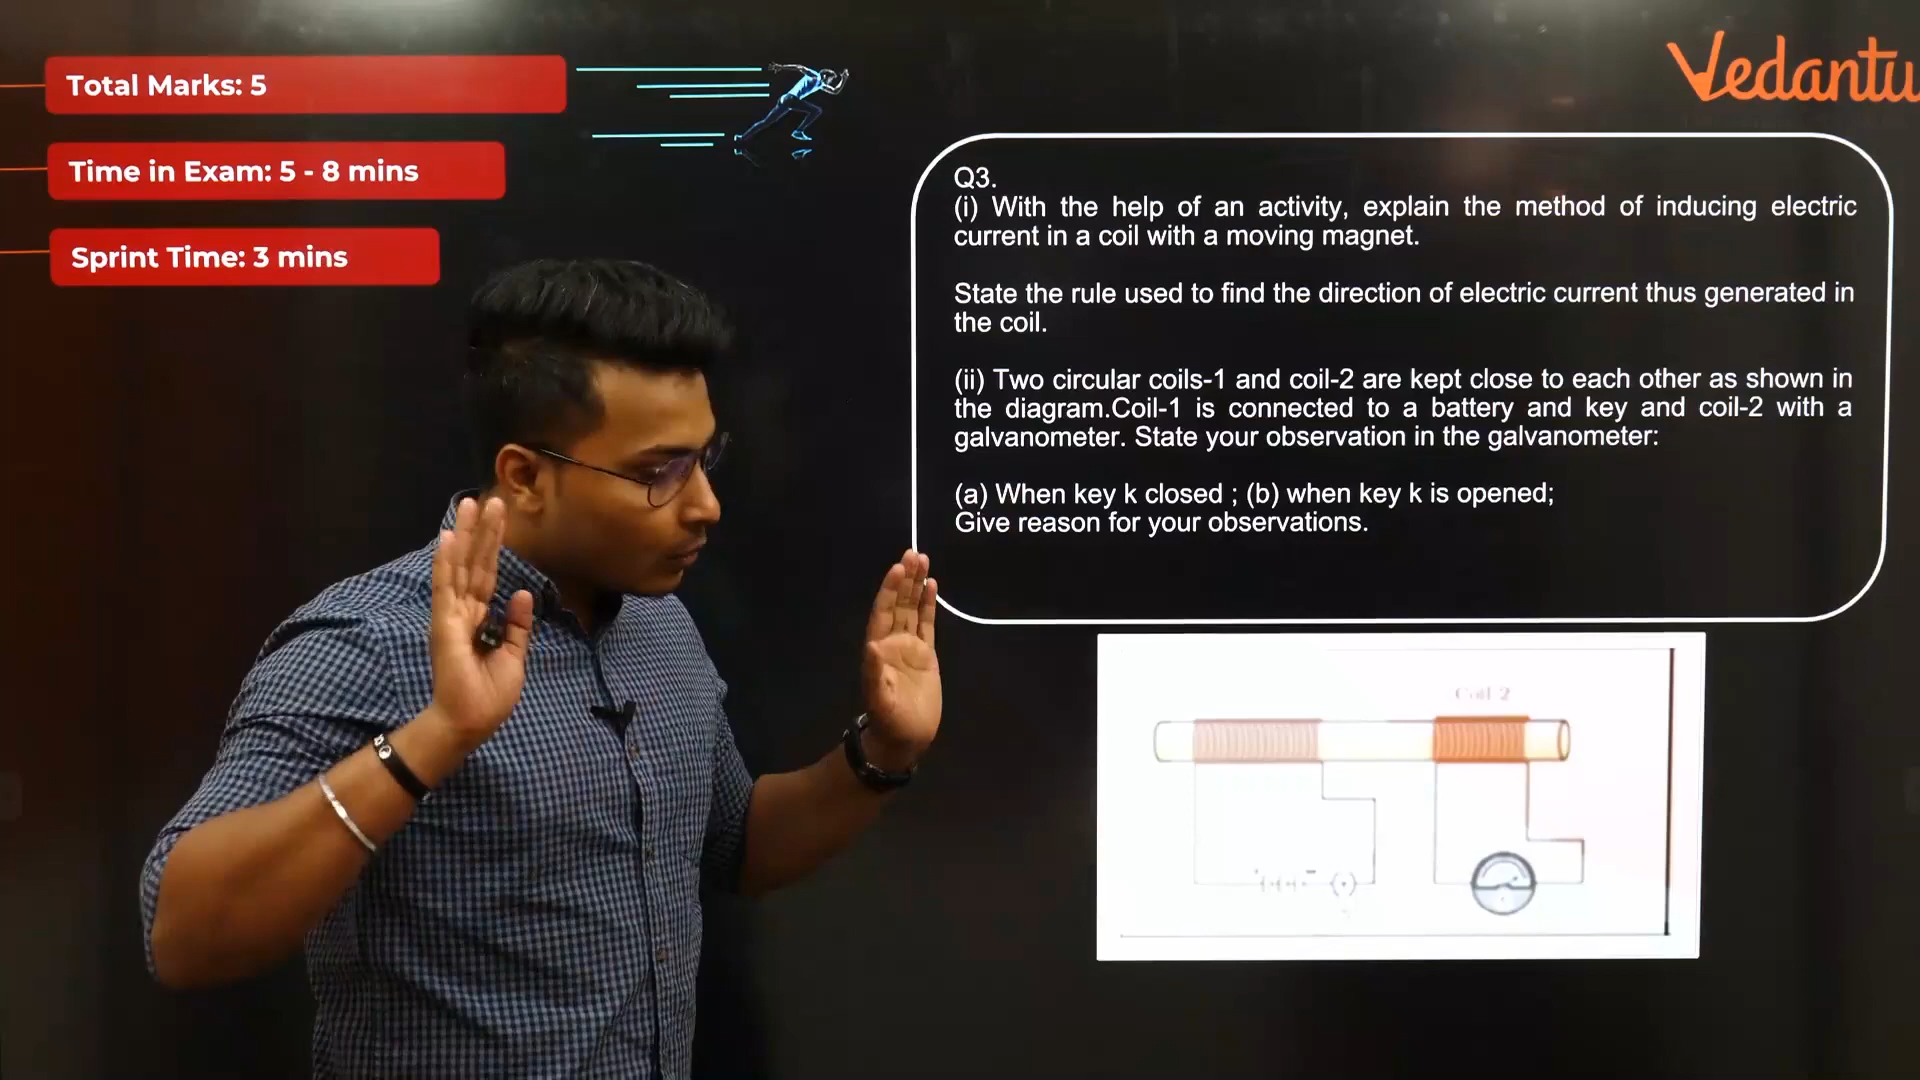 Total Marks: 5
Time in Exam: 5 - 8 mins
Sprint Time: 3 mins
Vedantu
Q3.
(i) With the help of an activity, explain the method of inducing electric
current in a coil with a moving magnet.
State the rule used to find the direction of electric current thus generated in
the coil.
(ii) Two circular coils-1 and coil-2 are kept close to each other as shown in
the diagram.Coil-1 is connected to a battery and key and coil-2 with a
galvanometer. State your observation in the galvanometer:
(a) When key k closed ; (b) when key k is opened;
Give reason for your observations.
Coil 2